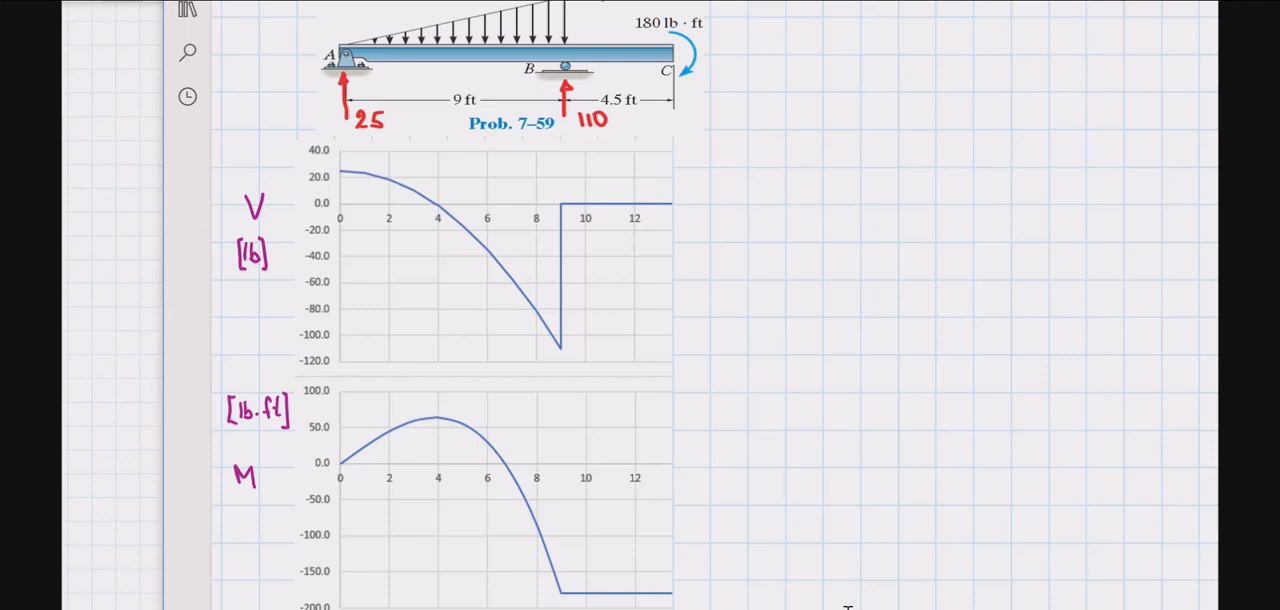 180 lb · ft
A
B
C
9 ft
4.5 ft
25
110
Prob. 7–59
40.0
20.0
0.0
0 2 4 6 8 10 12
-20.0
-40.0
-60.0
-80.0
-100.0
-120.0
V
[lb]
100.0
50.0
0.0
0 2 4 6 8 10 12
-50.0
-100.0
-150.0
-200.0
[lb.ft]
M